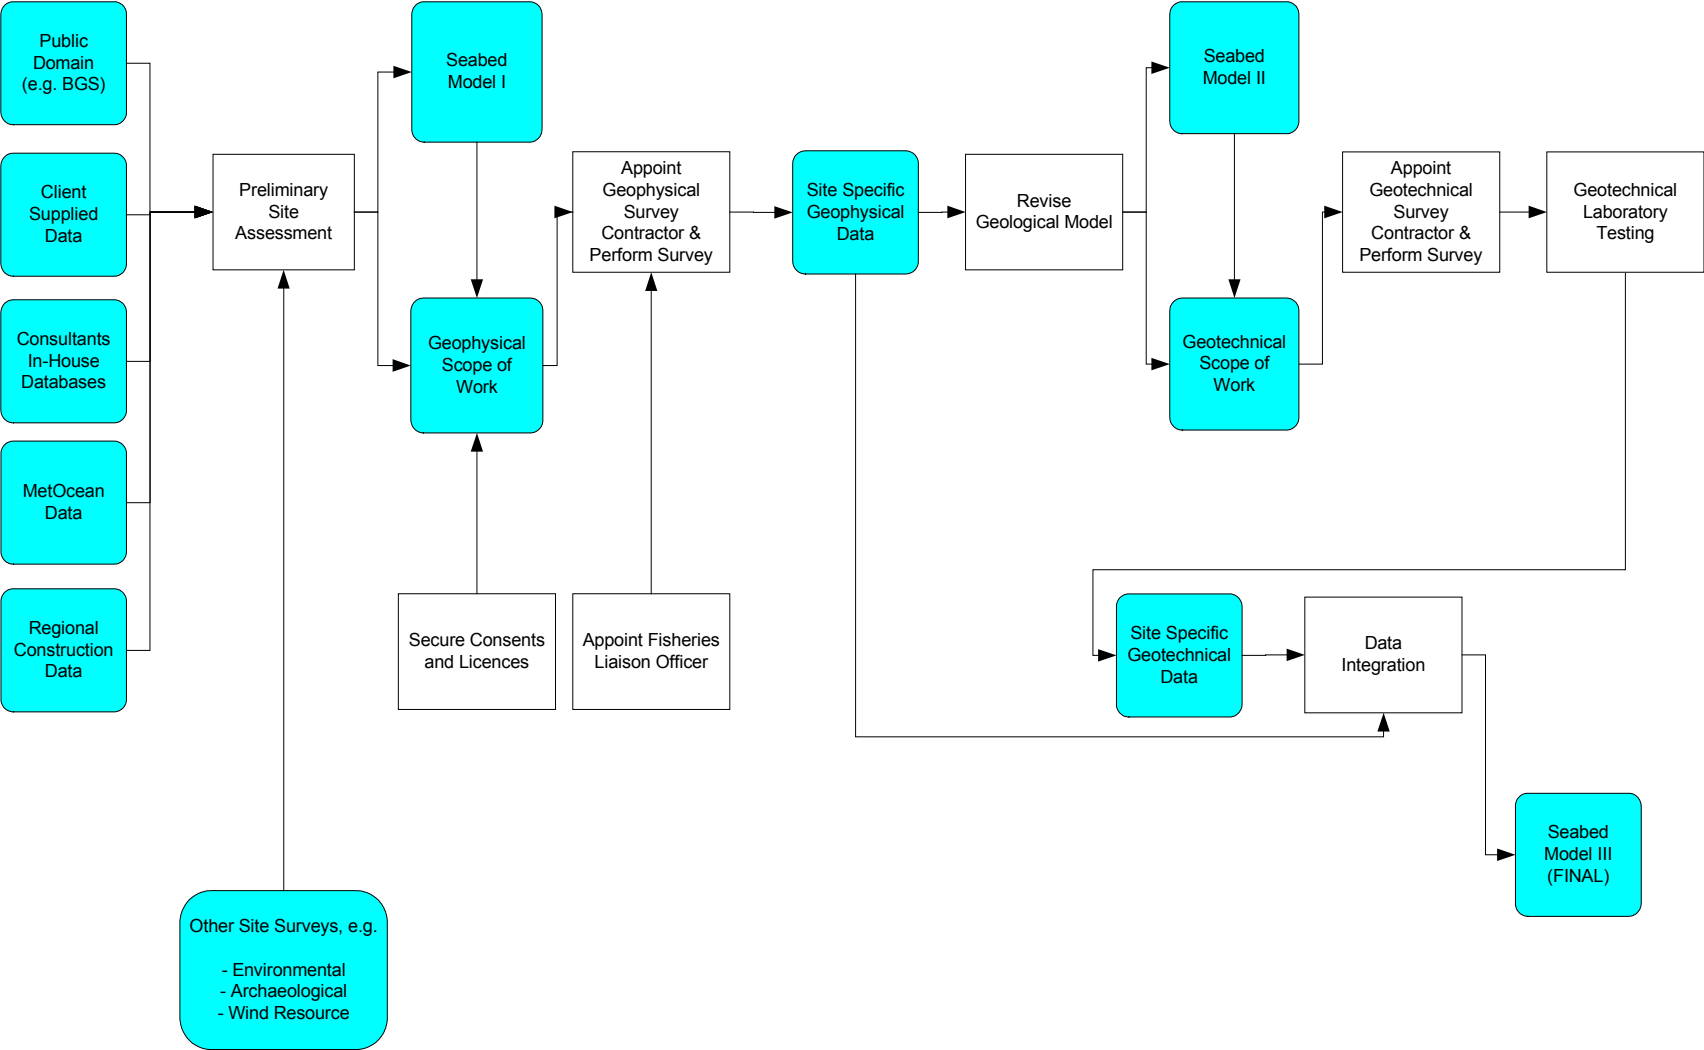 Public
Domain
(e.g. BGS)
Client
Supplied
Data
Consultants
In-House
Databases
MetOcean
Data
Regional
Construction
Data
Preliminary
Site
Assessment
Other Site Surveys, e.g.
- Environmental
- Archaeological
- Wind Resource
Seabed
Model I
Geophysical
Scope of
Work
Secure Consents
and Licences
Appoint
Geophysical
Survey
Contractor &
Perform Survey
Appoint Fisheries
Liaison Officer
Site Specific
Geophysical
Data
Revise
Geological Model
Seabed
Model II
Geotechnical
Scope of
Work
Appoint
Geotechnical
Survey
Contractor &
Perform Survey
Geotechnical
Laboratory
Testing
Site Specific
Geotechnical
Data
Data
Integration
Seabed
Model III
(FINAL)